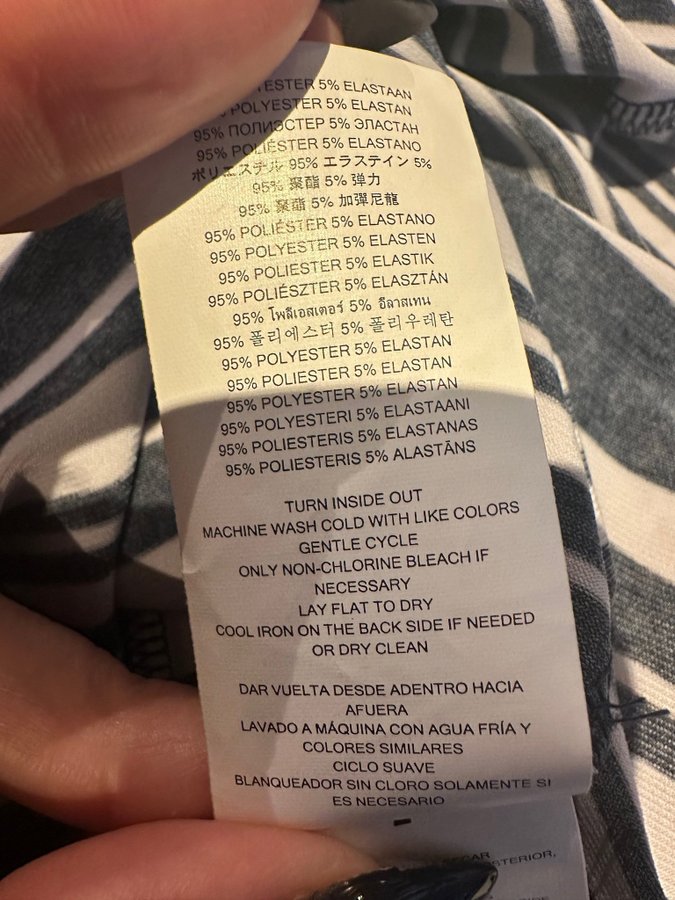 5% ELASTAAN
POLYESTER 5% ELASTAN
95% ПОЛИЭСТЕР 5% ЭЛАСТАН
95% POLIÉSTER 5% ELASTANO
ポリエステル 95% エラステイン 5%
95% 聚酯 5% 弹力
95% 聚酯 5% 加彈尼龍
95% POLIÉSTER 5% ELASTANO
95% POLYESTER 5% ELASTEN
95% POLIESTER 5% ELASTIK
95% POLIÉSZTER 5% ELASZTÁN
95% โพลีเอสเตอร์ 5% อีลาสเทน
95% 폴리에스터 5% 폴리우레탄
95% POLYESTER 5% ELASTAN
95% POLIESTER 5% ELASTAN
95% POLYESTER 5% ELASTAN
95% POLYESTERI 5% ELASTAANI
95% POLIESTERIS 5% ELASTANAS
95% POLIESTERIS 5% ALASTĀNS
TURN INSIDE OUT
MACHINE WASH COLD WITH LIKE COLORS
GENTLE CYCLE
ONLY NON-CHLORINE BLEACH IF
NECESSARY
LAY FLAT TO DRY
COOL IRON ON THE BACK SIDE IF NEEDED
OR DRY CLEAN
DAR VUELTA DESDE ADENTRO HACIA
AFUERA
LAVADO A MÁQUINA CON AGUA FRÍA Y
COLORES SIMILARES
CICLO SUAVE
BLANQUEADOR SIN CLORO SOLAMENTE SI
ES NECESARIO